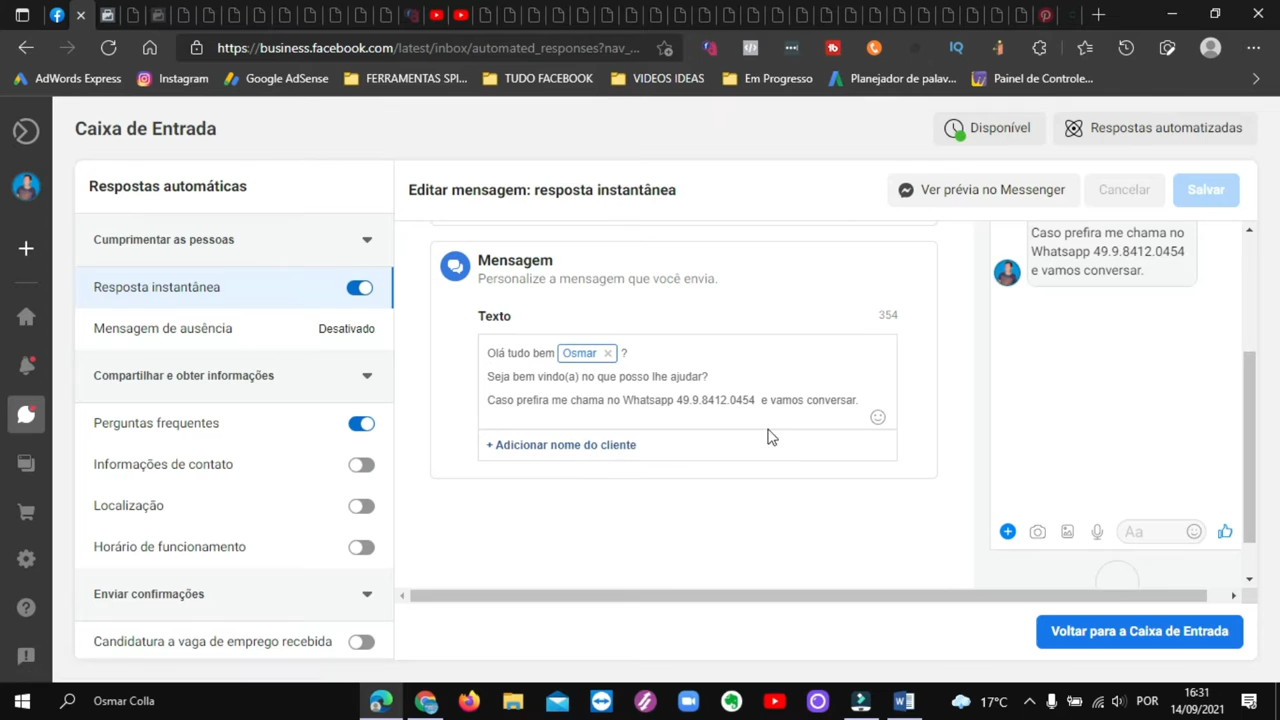 https://business.facebook.com/latest/inbox/automated_responses?nav_...
IQ
AdWords Express
Instagram
Google AdSense
FERRAMENTAS SPI...
TUDO FACEBOOK
VIDEOS IDEAS
Em Progresso
Planejador de palav...
Painel de Controle...
Caixa de Entrada
Disponível
Respostas automatizadas
Respostas automáticas
Editar mensagem: resposta instantânea
Ver prévia no Messenger
Cancelar
Salvar
Cumprimentar as pessoas
Resposta instantânea
Mensagem de ausência
Desativado
Compartilhar e obter informações
Perguntas frequentes
Informações de contato
Localização
Horário de funcionamento
Enviar confirmações
Candidatura a vaga de emprego recebida
Mensagem
Personalize a mensagem que você envia.
Texto
354
Olá tudo bem Osmar × ?
Seja bem vindo(a) no que posso lhe ajudar?
Caso prefira me chama no Whatsapp 49.9.8412.0454 e vamos conversar.
+ Adicionar nome do cliente
Caso prefira me chama no
Whatsapp 49.9.8412.0454
e vamos conversar.
Aa
Voltar para a Caixa de Entrada
Osmar Colla
17°C
POR
16:31
14/09/2021